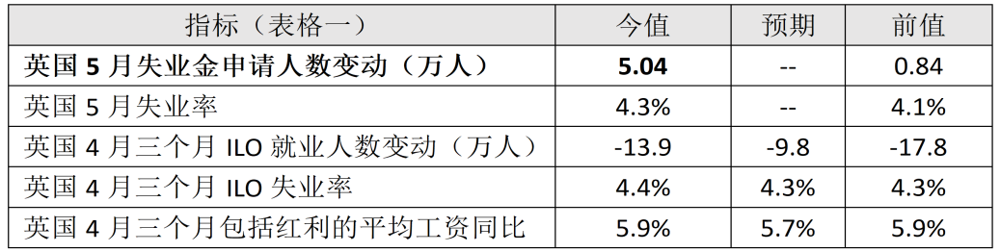 指标（表格一） 今值 预期 前值
英国 5 月失业金申请人数变动（万人） 5.04 -- 0.84
英国 5 月失业率 4.3% -- 4.1%
英国 4 月三个月 ILO 就业人数变动（万人） -13.9 -9.8 -17.8
英国 4 月三个月 ILO 失业率 4.4% 4.3% 4.3%
英国 4 月三个月包括红利的平均工资同比 5.9% 5.7% 5.9%